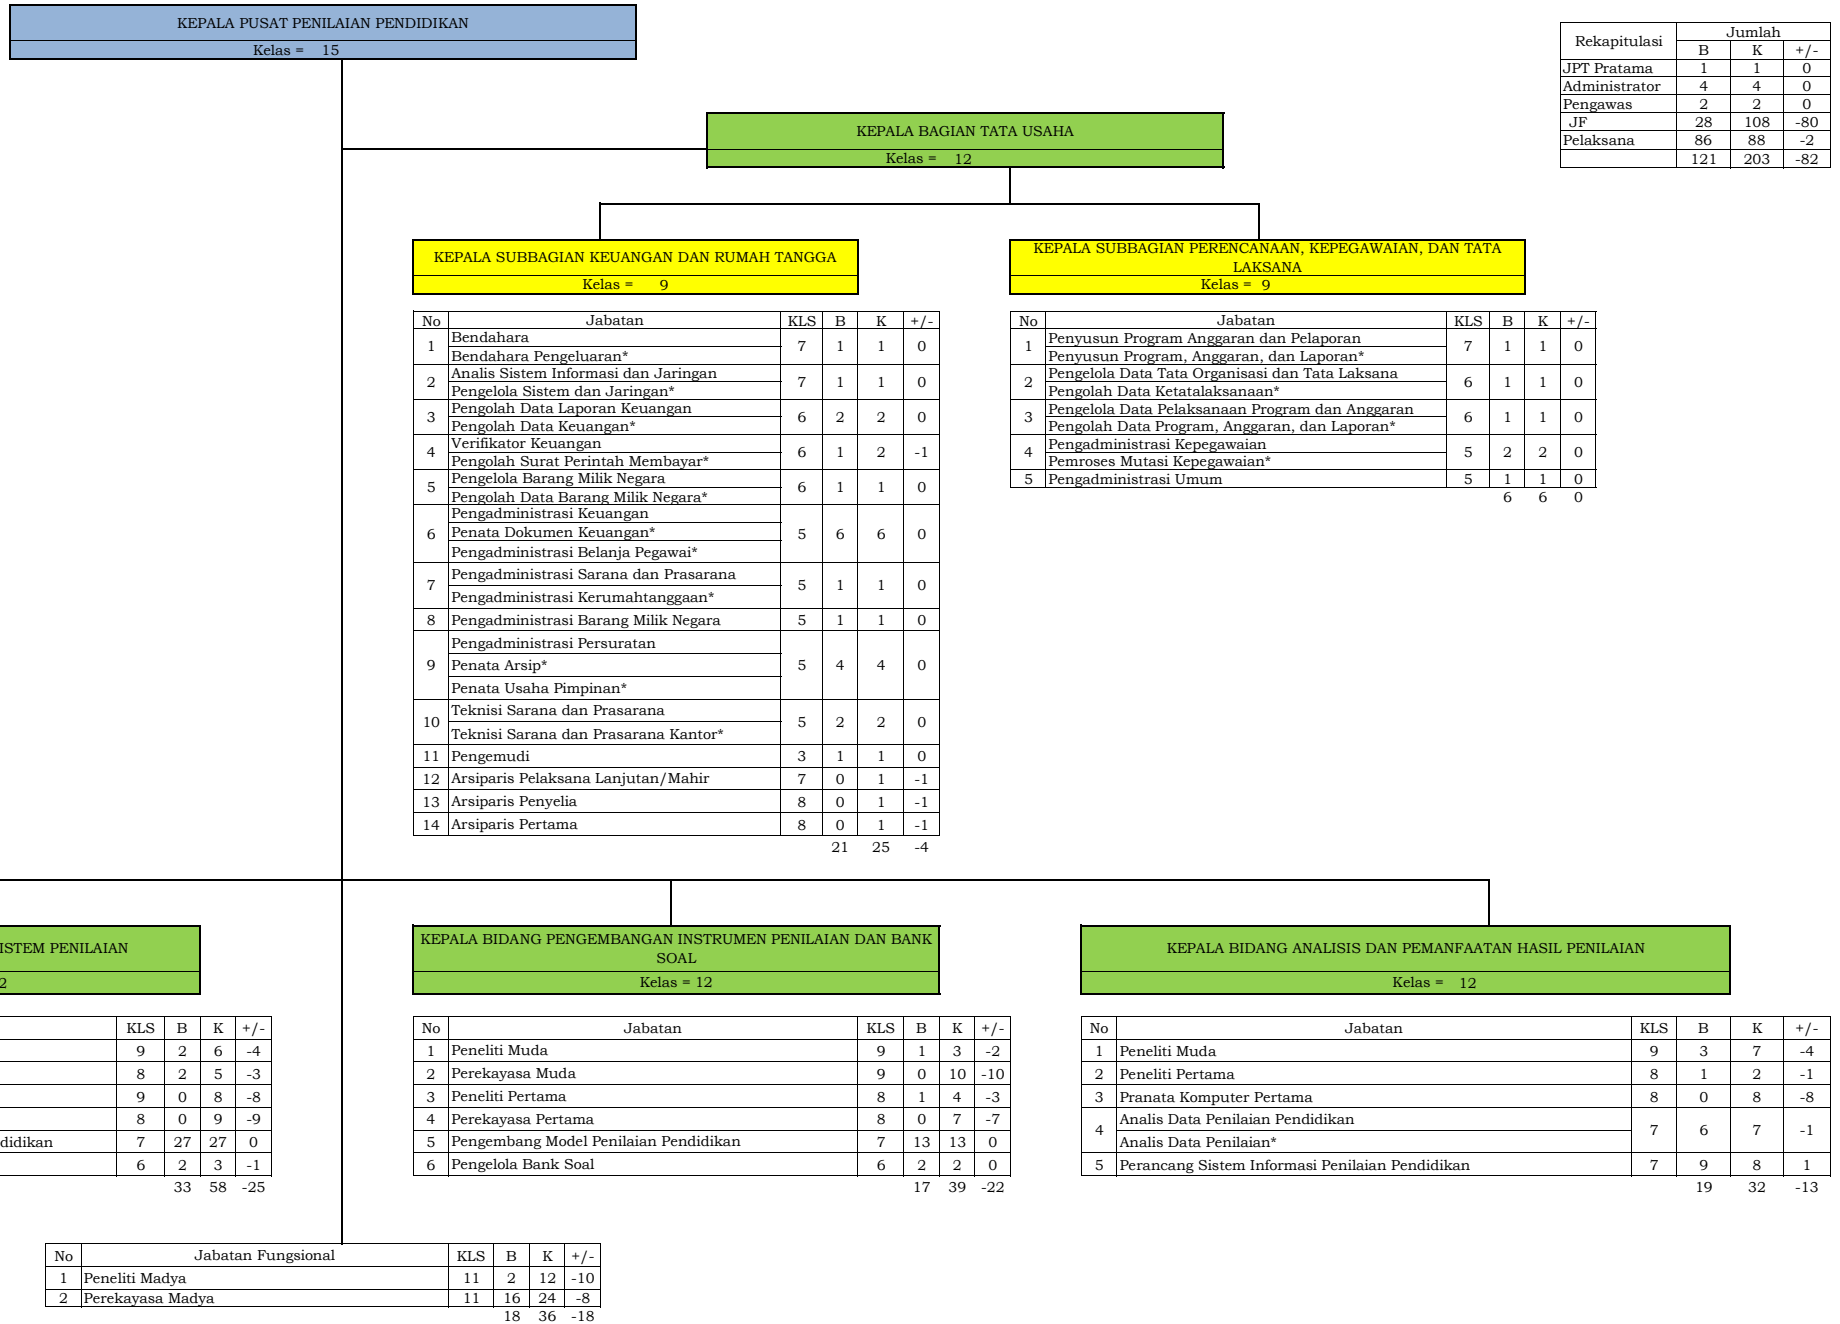 KEPALA PUSAT PENILAIAN PENDIDIKAN
Kelas = 15
Rekapitulasi Jumlah
B K +/-
JPT Pratama 1 1 0
Administrator 4 4 0
Pengawas 2 2 0
JF 28 108 -80
Pelaksana 86 88 -2
121 203 -82
KEPALA BAGIAN TATA USAHA
Kelas = 12
KEPALA SUBBAGIAN KEUANGAN DAN RUMAH TANGGA
Kelas = 9
No Jabatan KLS B K +/-
1 Bendahara 7 1 1 0
Bendahara Pengeluaran*
2 Analis Sistem Informasi dan Jaringan 7 1 1 0
Pengelola Sistem dan Jaringan*
3 Pengolah Data Laporan Keuangan 6 2 2 0
Pengolah Data Keuangan*
4 Verifikator Keuangan 6 1 2 -1
Pengolah Surat Perintah Membayar*
5 Pengelola Barang Milik Negara 6 1 1 0
Pengolah Data Barang Milik Negara*
6 Pengadministrasi Keuangan 5 6 6 0
Penata Dokumen Keuangan*
Pengadministrasi Belanja Pegawai*
7 Pengadministrasi Sarana dan Prasarana 5 1 1 0
Pengadministrasi Kerumahtanggaan*
8 Pengadministrasi Barang Milik Negara 5 1 1 0
9 Pengadministrasi Persuratan 5 4 4 0
Penata Arsip*
Penata Usaha Pimpinan*
10 Teknisi Sarana dan Prasarana 5 2 2 0
Teknisi Sarana dan Prasarana Kantor*
11 Pengemudi 3 1 1 0
12 Arsiparis Pelaksana Lanjutan/Mahir 7 0 1 -1
13 Arsiparis Penyelia 8 0 1 -1
14 Arsiparis Pertama 8 0 1 -1
21 25 -4
KEPALA SUBBAGIAN PERENCANAAN, KEPEGAWAIAN, DAN TATA
LAKSANA
Kelas = 9
No Jabatan KLS B K +/-
1 Penyusun Program Anggaran dan Pelaporan 7 1 1 0
Penyusun Program, Anggaran, dan Laporan*
2 Pengelola Data Tata Organisasi dan Tata Laksana 6 1 1 0
Pengolah Data Ketatalaksanaan*
3 Pengelola Data Pelaksanaan Program dan Anggaran 6 1 1 0
Pengolah Data Program, Anggaran, dan Laporan*
4 Pengadministrasi Kepegawaian 5 2 2 0
Pemroses Mutasi Kepegawaian*
5 Pengadministrasi Umum 5 1 1 0
6 6 0
ISTEM PENILAIAN
2
KLS B K +/-
9 2 6 -4
8 2 5 -3
9 0 8 -8
8 0 9 -9
didikan 7 27 27 0
6 2 3 -1
33 58 -25
KEPALA BIDANG PENGEMBANGAN INSTRUMEN PENILAIAN DAN BANK
SOAL
Kelas = 12
No Jabatan KLS B K +/-
1 Peneliti Muda 9 1 3 -2
2 Perekayasa Muda 9 0 10 -10
3 Peneliti Pertama 8 1 4 -3
4 Perekayasa Pertama 8 0 7 -7
5 Pengembang Model Penilaian Pendidikan 7 13 13 0
6 Pengelola Bank Soal 6 2 2 0
17 39 -22
KEPALA BIDANG ANALISIS DAN PEMANFAATAN HASIL PENILAIAN
Kelas = 12
No Jabatan KLS B K +/-
1 Peneliti Muda 9 3 7 -4
2 Peneliti Pertama 8 1 2 -1
3 Pranata Komputer Pertama 8 0 8 -8
4 Analis Data Penilaian Pendidikan 7 6 7 -1
Analis Data Penilaian*
5 Perancang Sistem Informasi Penilaian Pendidikan 7 9 8 1
19 32 -13
No Jabatan Fungsional KLS B K +/-
1 Peneliti Madya 11 2 12 -10
2 Perekayasa Madya 11 16 24 -8
18 36 -18